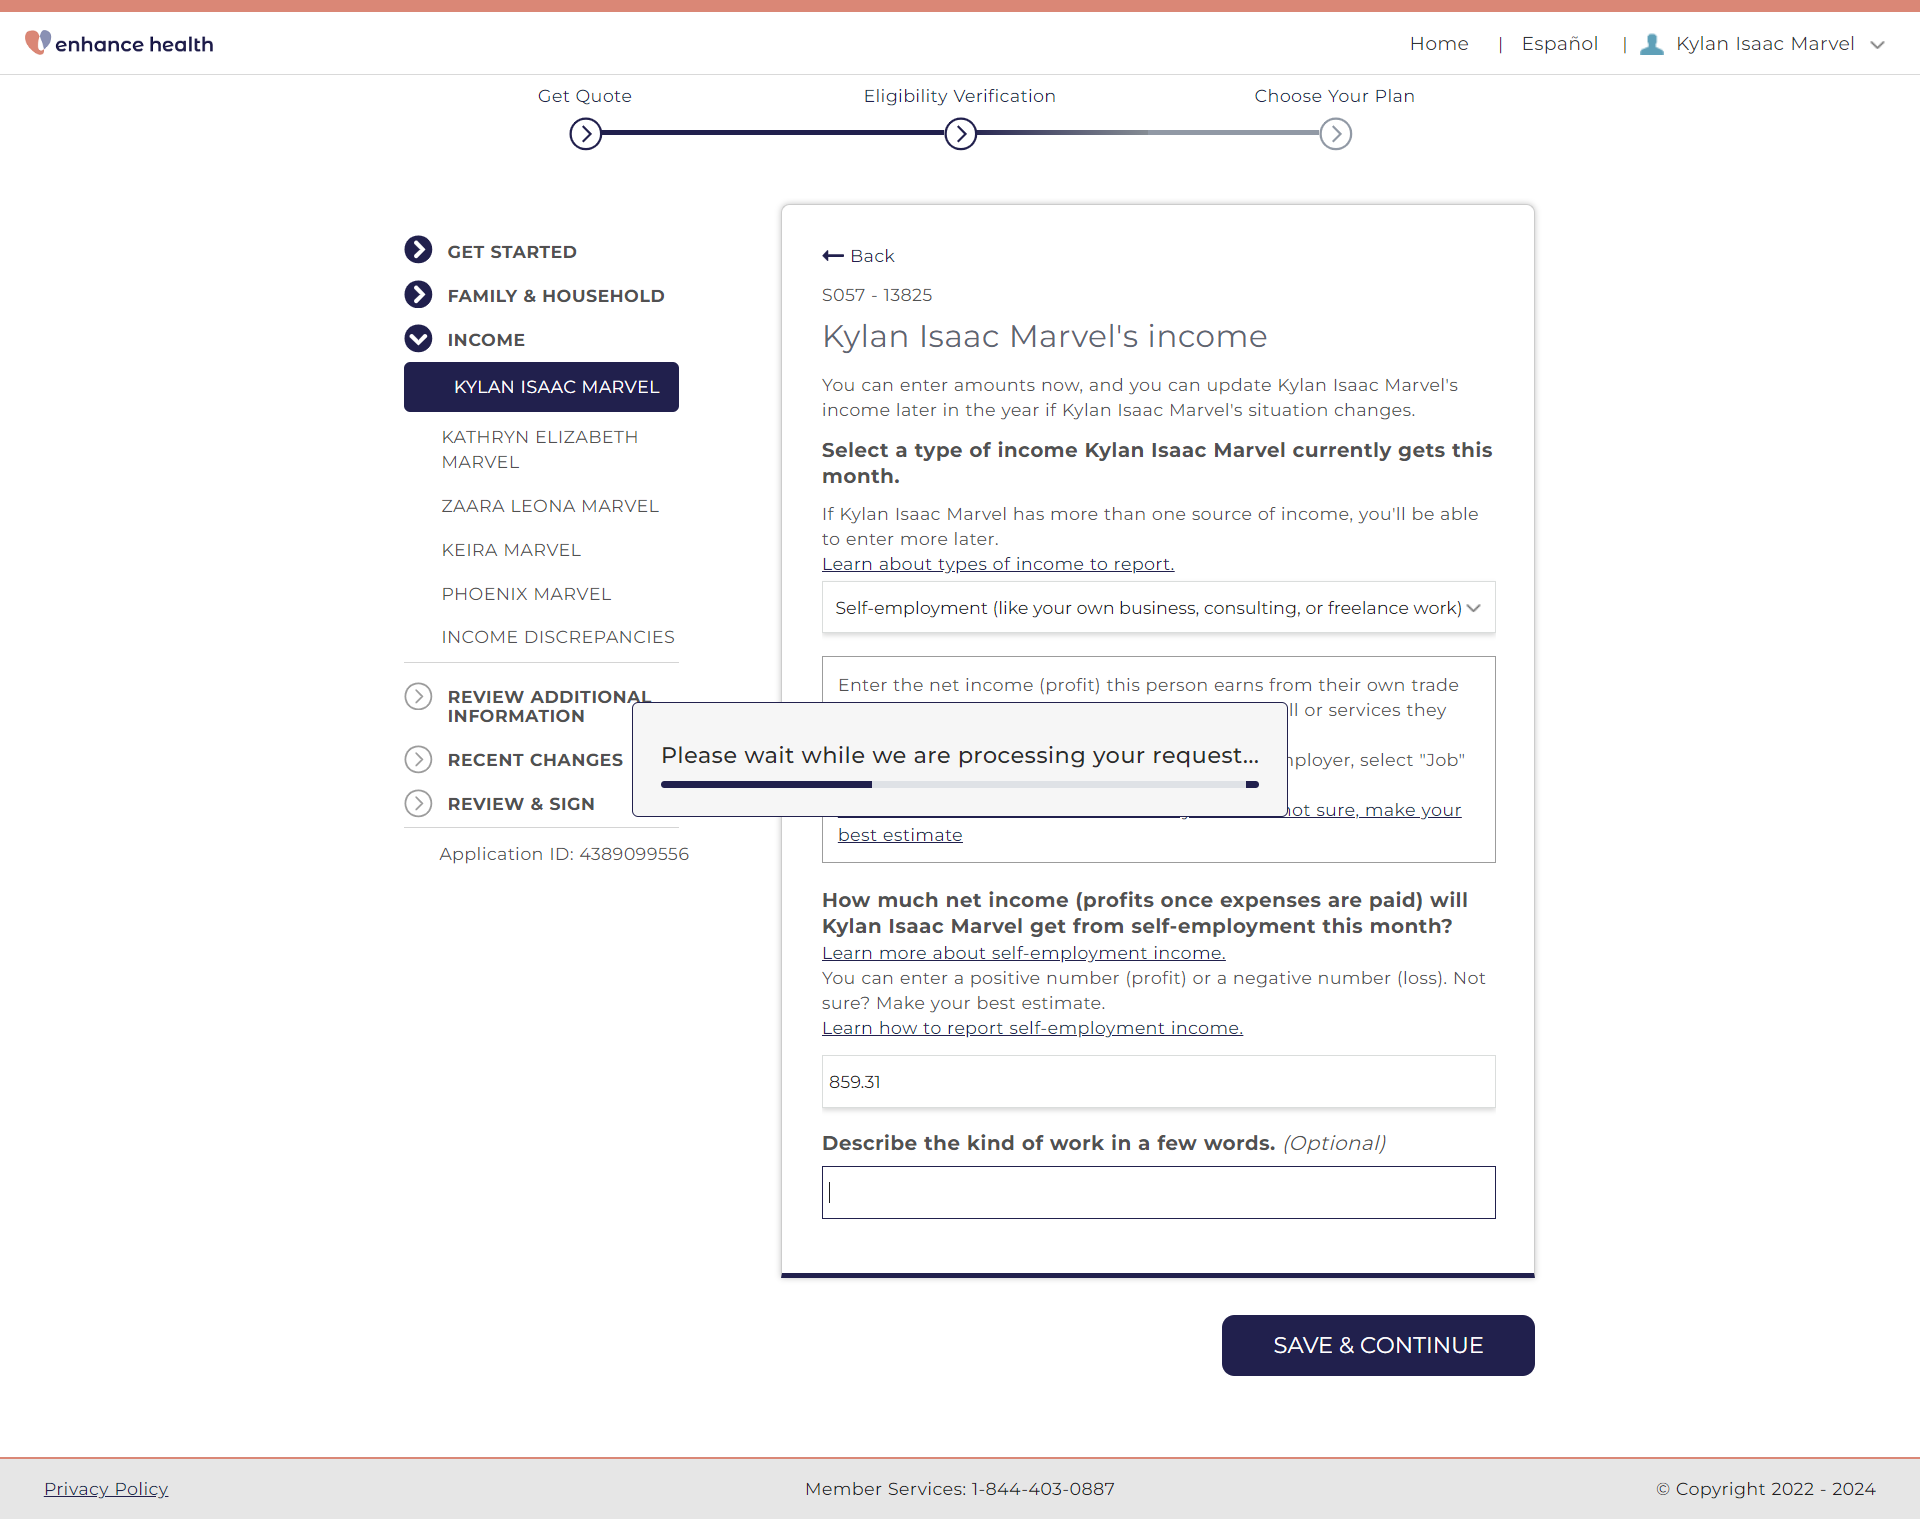 enhance health
Home | Español | Kylan Isaac Marvel
Get Quote
Eligibility Verification
Choose Your Plan
GET STARTED
FAMILY & HOUSEHOLD
INCOME
KYLAN ISAAC MARVEL
KATHRYN ELIZABETH
MARVEL
ZAARA LEONA MARVEL
KEIRA MARVEL
PHOENIX MARVEL
INCOME DISCREPANCIES
REVIEW ADDITIONAL
INFORMATION
RECENT CHANGES
REVIEW & SIGN
Application ID: 4389099556
Back
S057 - 13825
Kylan Isaac Marvel's income
You can enter amounts now, and you can update Kylan Isaac Marvel's
income later in the year if Kylan Isaac Marvel's situation changes.
Select a type of income Kylan Isaac Marvel currently gets this
month.
If Kylan Isaac Marvel has more than one source of income, you'll be able
to enter more later.
Learn about types of income to report.
Self-employment (like your own business, consulting, or freelance work)
Enter the net income (profit) this person earns from their own trade
or services they
select "Job"
Please wait while we are processing your request...
not sure, make your
best estimate
How much net income (profits once expenses are paid) will
Kylan Isaac Marvel get from self-employment this month?
Learn more about self-employment income.
You can enter a positive number (profit) or a negative number (loss). Not
sure? Make your best estimate.
Learn how to report self-employment income.
859.31
Describe the kind of work in a few words. (Optional)
SAVE & CONTINUE
Privacy Policy
Member Services: 1-844-403-0887
© Copyright 2022 - 2024